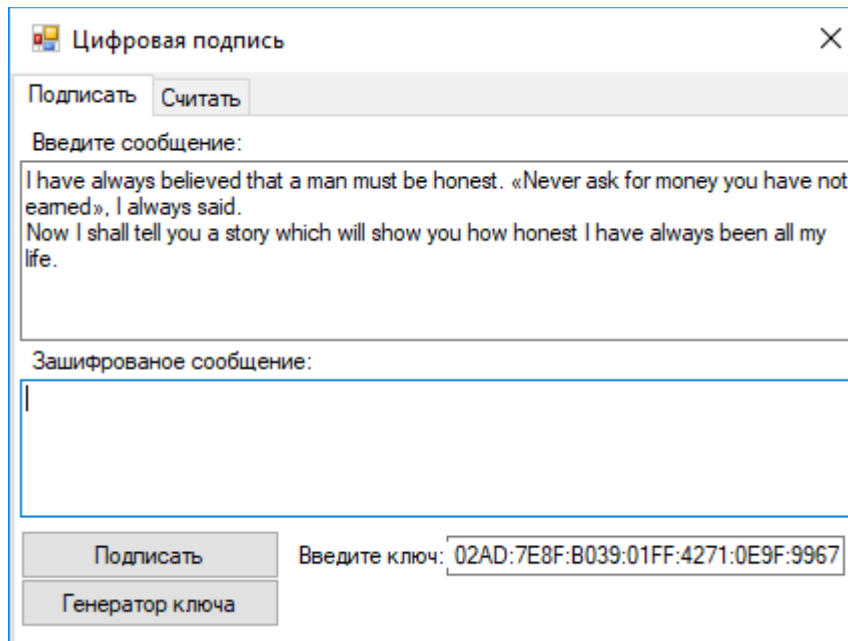 Цифровая подпись
Подписать Считать
Введите сообщение:
I have always believed that a man must be honest. «Never ask for money you have not
earned», I always said.
Now I shall tell you a story which will show you how honest I have always been all my
life.
Зашифрованое сообщение:
Подписать Введите ключ: 02AD:7E8F:B039:01FF:4271:0E9F:9967
Генератор ключа